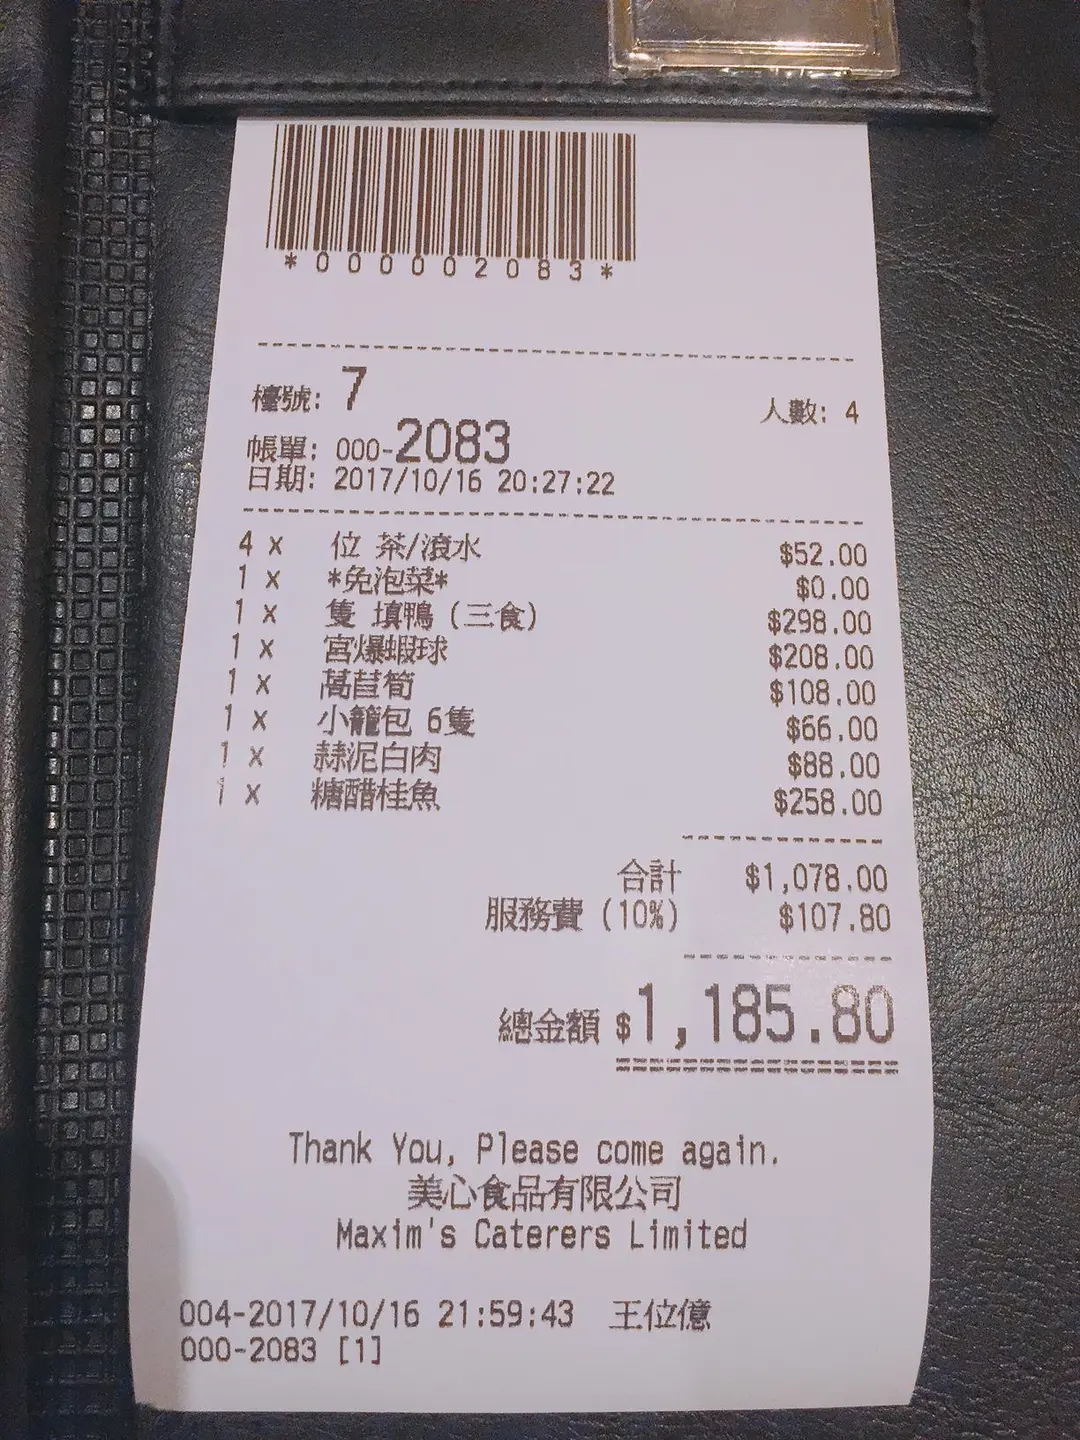 *000002083*
檯號: 7
人數: 4
帳單: 000-2083
日期: 2017/10/16 20:27:22
4 x 位 茶/滾水 $52.00
1 x *免泡菜* $0.00
1 x 隻 填鴨 (三食) $298.00
1 x 宮爆蝦球 $208.00
1 x 萵苣筍 $108.00
1 x 小籠包 6隻 $66.00
1 x 蒜泥白肉 $88.00
1 x 糖醋桂魚 $258.00
合計 $1,078.00
服務費 (10%) $107.80
總金額 $1,185.80
Thank You, Please come again.
美心食品有限公司
Maxim's Caterers Limited
004-2017/10/16 21:59:43 王位億
000-2083 [1]